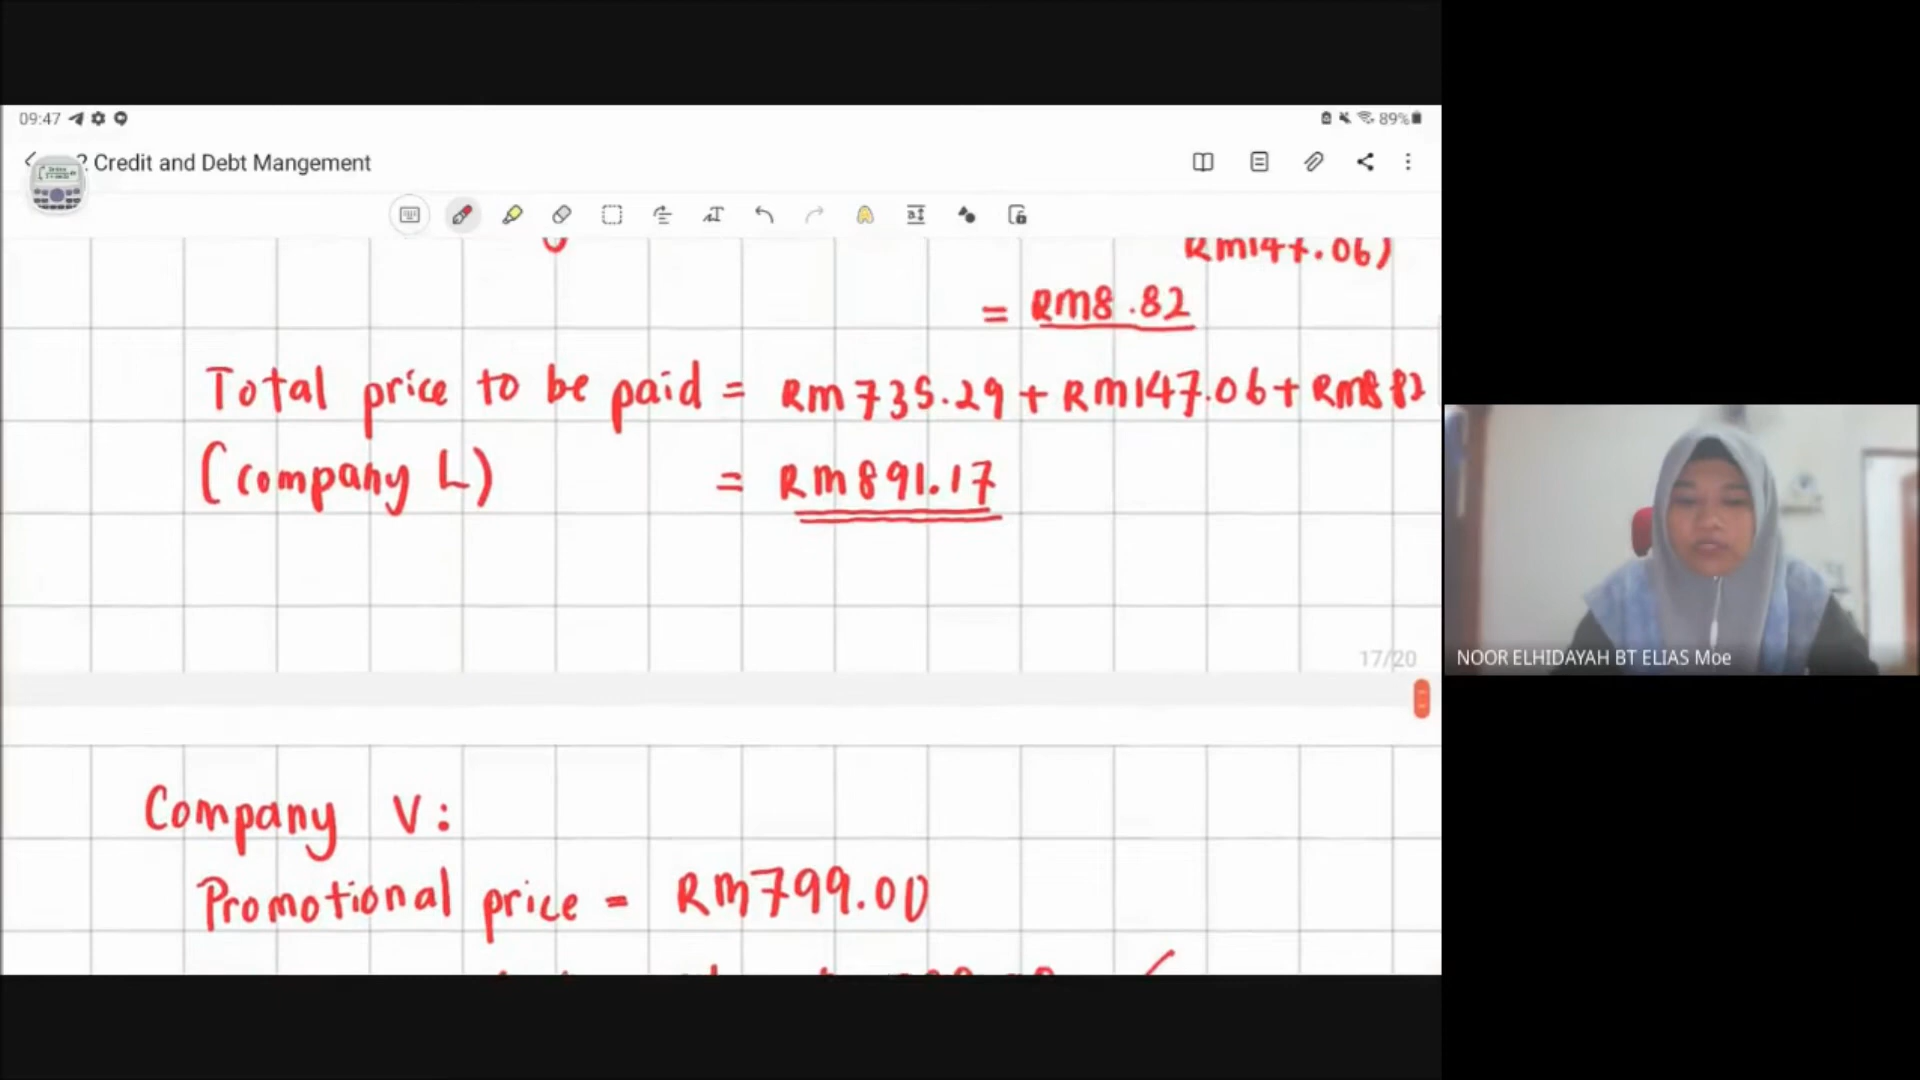 09:47
89%
2 Credit and Debt Mangement
RM147.06)
= RM8.82
Total price to be paid = RM735.29 + RM147.06 + RM8.82
(company L) = RM891.17
17/20
NOOR ELHIDAYAH BT ELIAS Moe
Company V:
Promotional price = RM799.00